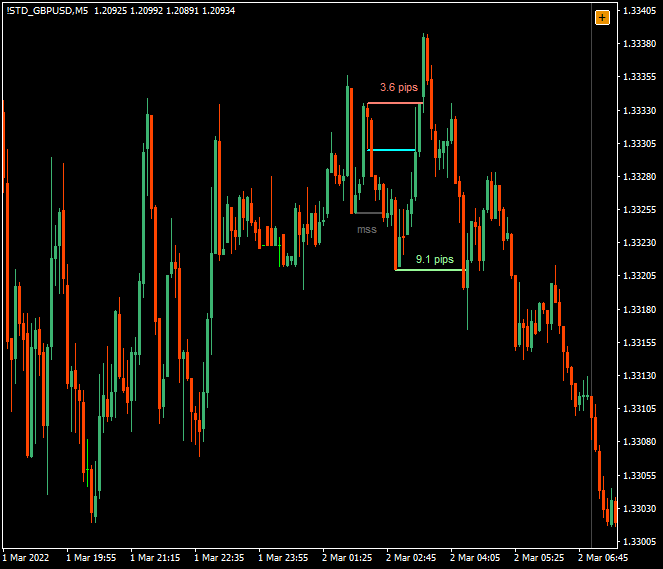 !STD_GBPUSD,M5 1.20925 1.20992 1.20891 1.20934
+
1.33405
1.33380
1.33355
1.33330
1.33305
1.33280
1.33255
1.33230
1.33205
1.33180
1.33155
1.33130
1.33080
1.33055
1.33030
1.33005
3.6 pips
mss
9.1 pips
1 Mar 2022
1 Mar 19:55
1 Mar 21:15
1 Mar 22:35
1 Mar 23:55
2 Mar 01:25
2 Mar 02:45
2 Mar 04:05
2 Mar 05:25
2 Mar 06:45